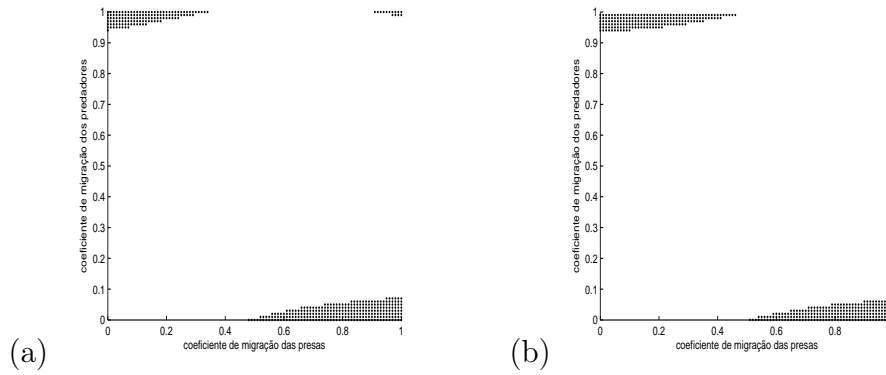 1
0.9
0.8
0.7
0.6
0.5
0.4
0.3
0.2
0.1
0
coeficiente de migração dos predadores
0 0.2 0.4 0.6 0.8 1
coeficiente de migração das presas
(a)
1
0.9
0.8
0.7
0.6
0.5
0.4
0.3
0.2
0.1
0
coeficiente de migração dos predadores
0 0.2 0.4 0.6 0.8
coeficiente de migração das presas
(b)